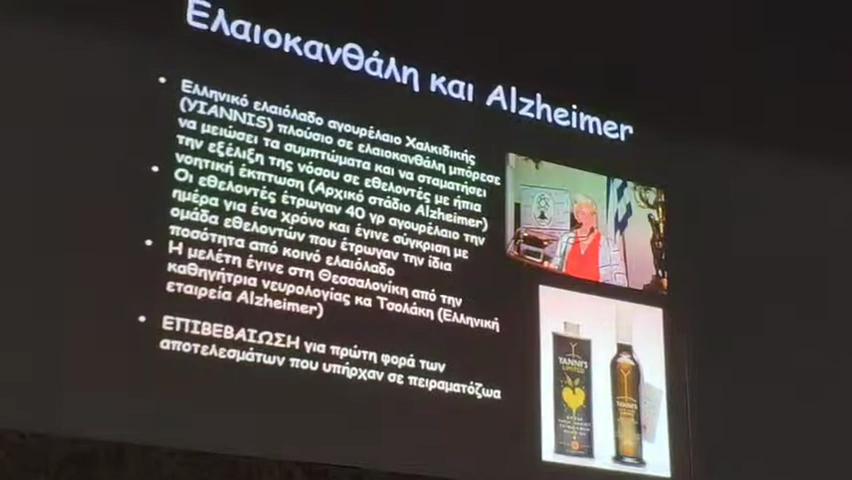 Ελαιοκανθάλη και Alzheimer
• Ελληνικό ελαιόλαδο αγουρέλαιο Χαλκιδικής
(YIANNIS) πλούσιο σε ελαιοκανθάλη μπόρεσε
να μειώσει τα συμπτώματα και να σταματήσει
την εξέλιξη της νόσου σε εθελοντές με ήπια
νοητική έκπτωση (Αρχικό στάδιο Alzheimer)
• Οι εθελοντές έτρωγαν 40 γρ αγουρέλαιο την
ημέρα για ένα χρόνο και έγινε σύγκριση με
ομάδα εθελοντών που έτρωγαν την ίδια
ποσότητα από κοινό ελαιόλαδο
• Η μελέτη έγινε στη Θεσσαλονίκη από την
καθηγήτρια νευρολογίας κα Τσολάκη (Ελληνική
εταιρεία Alzheimer)
• ΕΠΙΒΕΒΑΙΩΣΗ για πρώτη φορά των
αποτελεσμάτων που υπήρχαν σε πειραματόζωα
YANNI'S
LIMITED
YANNI'S